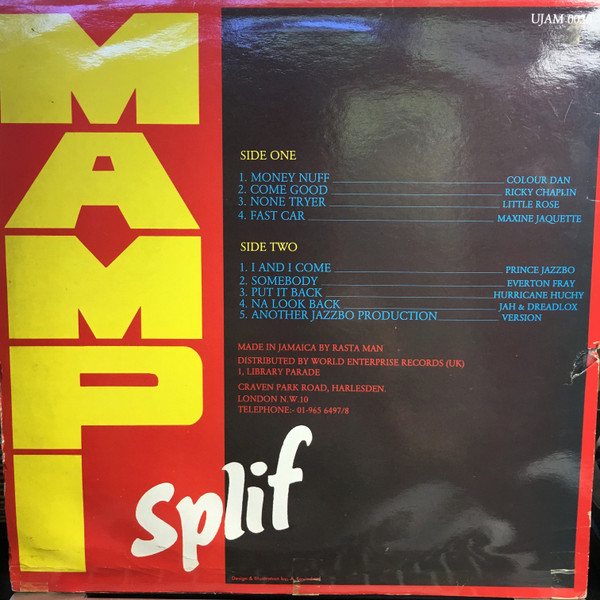 UJAM
MAMPI
Split
SIDE ONE
1. MONEY NUFF COLOUR DAN
2. COME GOOD RICKY CHAPLIN
3. NONE TRYER LITTLE ROSE
4. FAST CAR MAXINE JAQUETTE
SIDE TWO
1. I AND I COME PRINCE JAZZBO
2. SOMEBODY EVERTON FRAY
3. PUT IT BACK HURRICANE HUCHY
4. NA LOOK BACK JAH & DREADLOX
5. ANOTHER JAZZBO PRODUCTION VERSION
MADE IN JAMAICA BY RASTA MAN
DISTRIBUTED BY WORLD ENTERPRISE RECORDS (UK)
1, LIBRARY PARADE
CRAVEN PARK ROAD, HARLESDEN.
LONDON N.W.10
TELEPHONE:- 01-965 6497/8
Design & Illustration by: